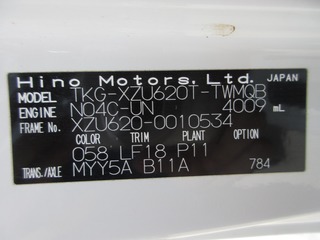 Hino Motors, Ltd. JAPAN
MODEL TKG-XZU620T-TWMQB
ENGINE N04C-UN 4009 mL
FRAME No. XZU620-0010534
COLOR TRIM PLANT OPTION
058 LF18 P11
TRANS./AXLE MYY5A B11A 784